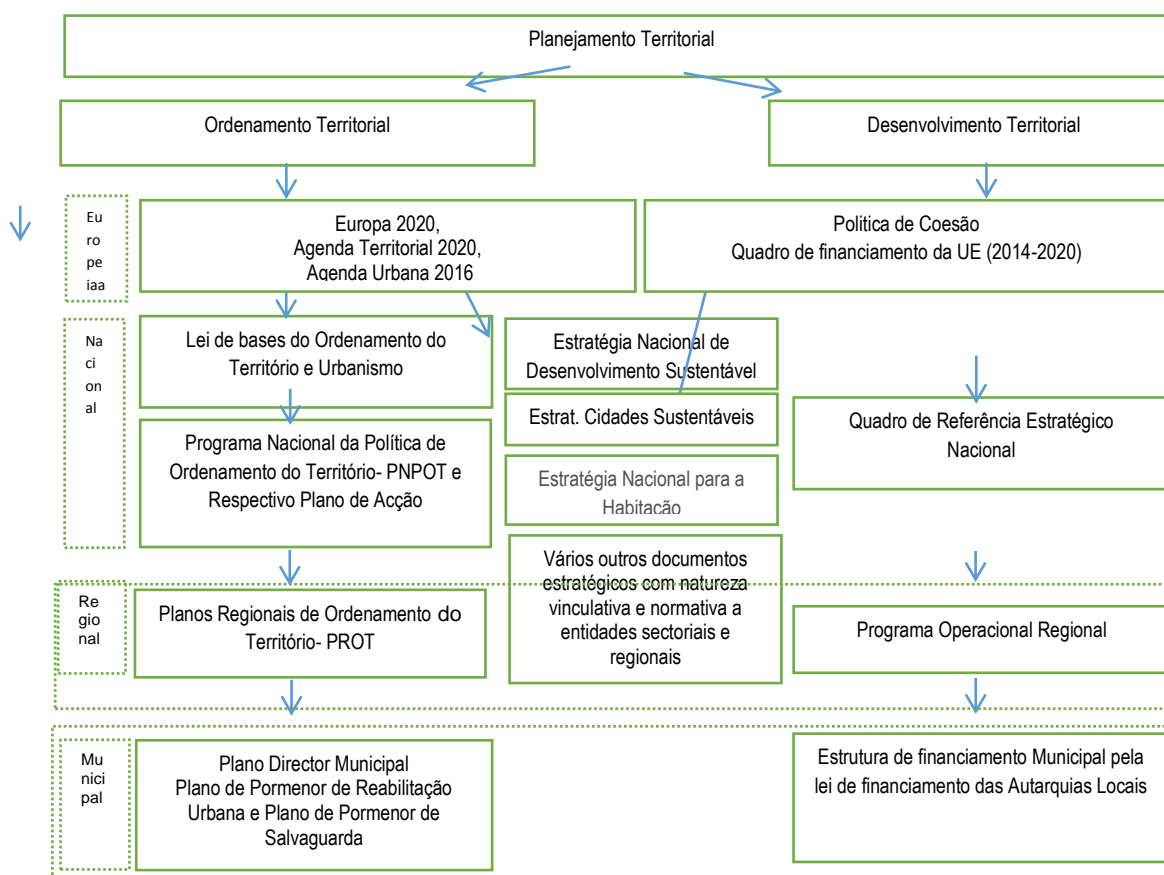 Planejamento Territorial
Ordenamento Territorial
Desenvolvimento Territorial
Eu
ro
pe
iaa
Europa 2020,
Agenda Territorial 2020,
Agenda Urbana 2016
Politica de Coesão
Quadro de financiamento da UE (2014-2020)
Na
ci
on
al
Lei de bases do Ordenamento do
Território e Urbanismo
Estratégia Nacional de
Desenvolvimento Sustentável
Estrat. Cidades Sustentáveis
Quadro de Referência Estratégico
Nacional
Programa Nacional da Política de
Ordenamento do Território- PNPOT e
Respectivo Plano de Acção
Estratégia Nacional para a
Habitação
Vários outros documentos
estratégicos com natureza
vinculativa e normativa a
entidades sectoriais e
regionais
Re
gio
nal
Planos Regionais de Ordenamento do
Território- PROT
Programa Operacional Regional
Mu
nici
pal
Plano Director Municipal
Plano de Pormenor de Reabilitação
Urbana e Plano de Pormenor de
Salvaguarda
Estrutura de financiamento Municipal pela
lei de financiamento das Autarquias Locais